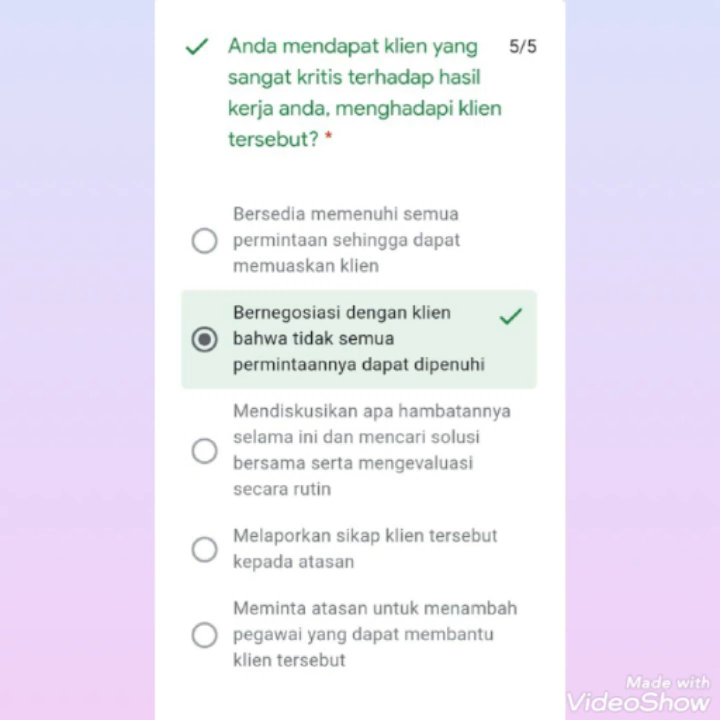 Anda mendapat klien yang 5/5
sangat kritis terhadap hasil
kerja anda, menghadapi klien
tersebut? *
Bersedia memenuhi semua
permintaan sehingga dapat
memuaskan klien
Bernegosiasi dengan klien
bahwa tidak semua
permintaannya dapat dipenuhi
Mendiskusikan apa hambatannya
selama ini dan mencari solusi
bersama serta mengevaluasi
secara rutin
Melaporkan sikap klien tersebut
kepada atasan
Meminta atasan untuk menambah
pegawai yang dapat membantu
klien tersebut
Made with
VideoShow